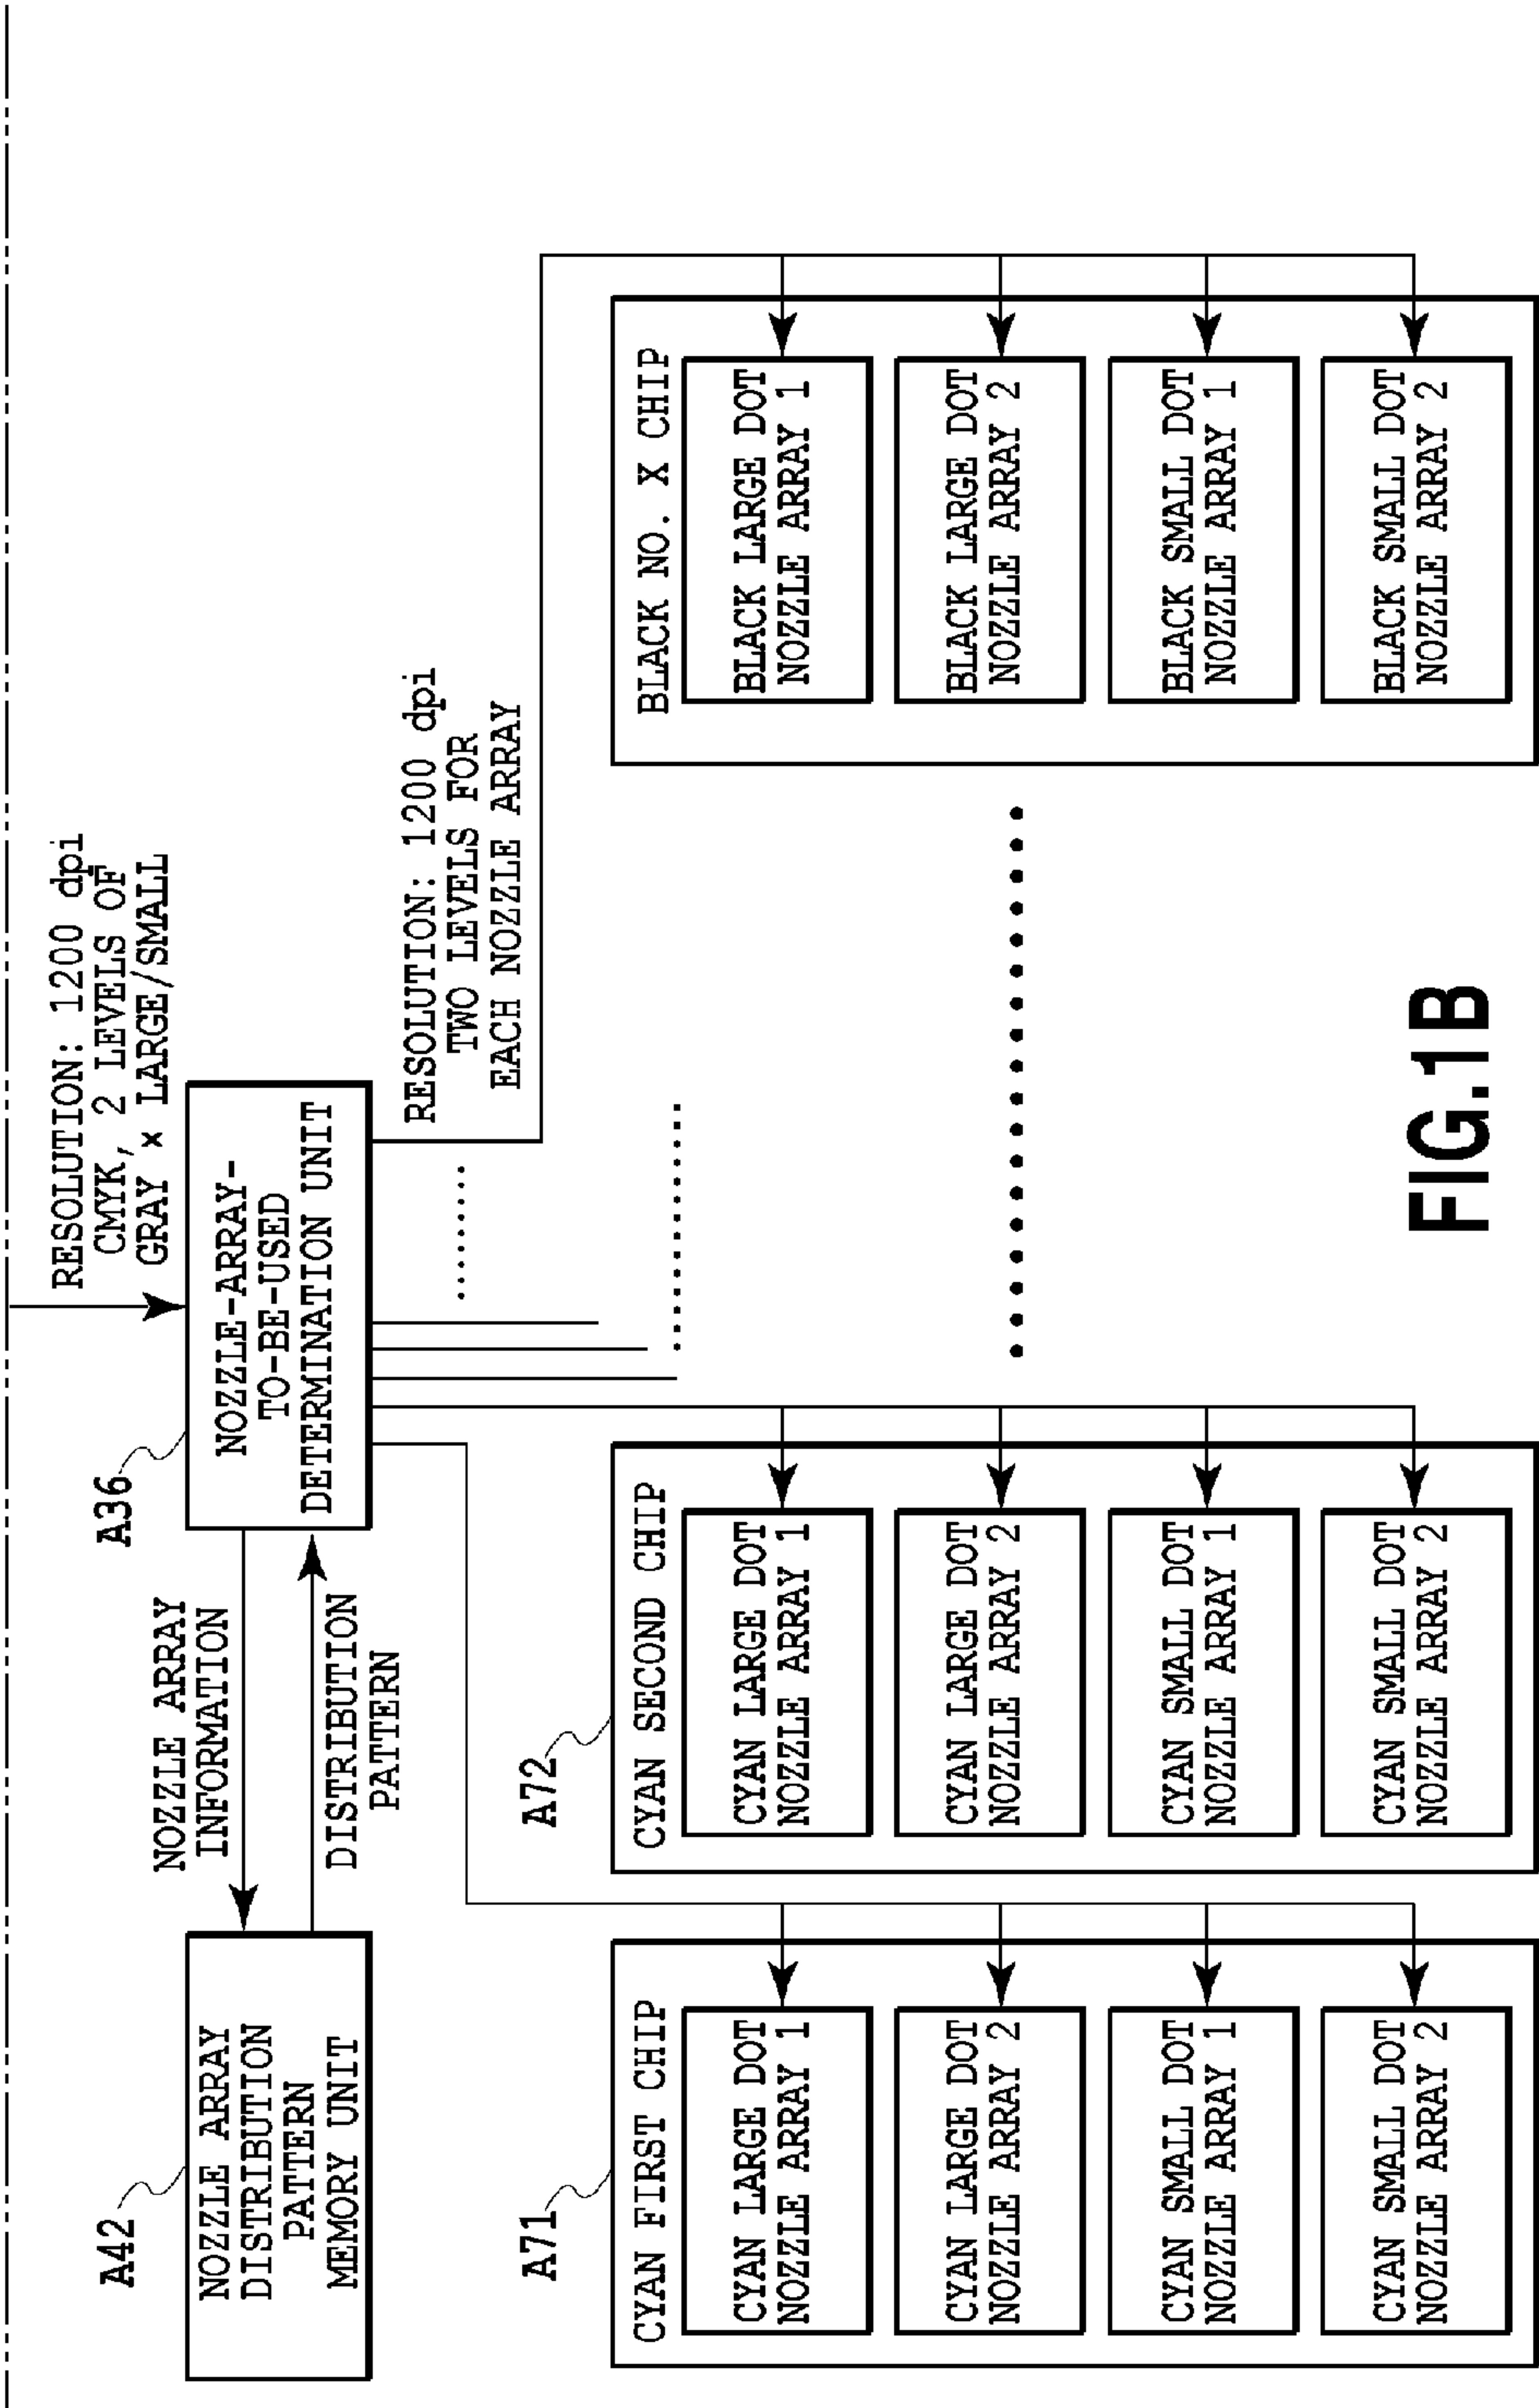 RESOLUTION: 1200 dpi
CMYK, 2 LEVELS OF
GRAY × LARGE/SMALL
A42
NOZZLE ARRAY
DISTRIBUTION
PATTERN
MEMORY UNIT
NOZZLE ARRAY
INFORMATION
DISTRIBUTION
PATTERN
A36
NOZZLE-ARRAY-
TO-BE-USED
DETERMINATION UNIT
RESOLUTION: 1200 dpi
TWO LEVELS FOR
EACH NOZZLE ARRAY
A71
CYAN FIRST CHIP
CYAN LARGE DOT
NOZZLE ARRAY 1
CYAN LARGE DOT
NOZZLE ARRAY 2
CYAN SMALL DOT
NOZZLE ARRAY 1
CYAN SMALL DOT
NOZZLE ARRAY 2
A72
CYAN SECOND CHIP
CYAN LARGE DOT
NOZZLE ARRAY 1
CYAN LARGE DOT
NOZZLE ARRAY 2
CYAN SMALL DOT
NOZZLE ARRAY 1
CYAN SMALL DOT
NOZZLE ARRAY 2
BLACK NO. X CHIP
BLACK LARGE DOT
NOZZLE ARRAY 1
BLACK LARGE DOT
NOZZLE ARRAY 2
BLACK SMALL DOT
NOZZLE ARRAY 1
BLACK SMALL DOT
NOZZLE ARRAY 2
FIG.1B